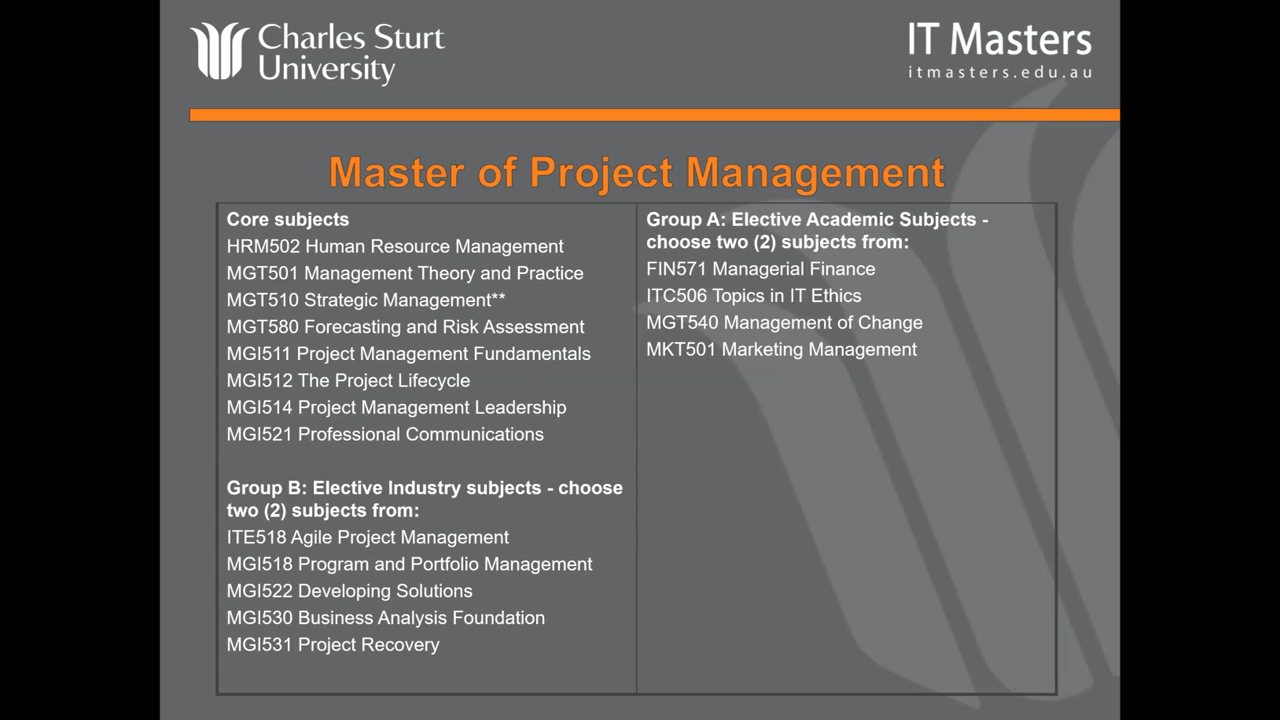 Charles Sturt
University
IT Masters
itmasters.edu.au
Master of Project Management
Core subjects
HRM502 Human Resource Management
MGT501 Management Theory and Practice
MGT510 Strategic Management**
MGT580 Forecasting and Risk Assessment
MGI511 Project Management Fundamentals
MGI512 The Project Lifecycle
MGI514 Project Management Leadership
MGI521 Professional Communications
Group B: Elective Industry subjects - choose
two (2) subjects from:
ITE518 Agile Project Management
MGI518 Program and Portfolio Management
MGI522 Developing Solutions
MGI530 Business Analysis Foundation
MGI531 Project Recovery
Group A: Elective Academic Subjects -
choose two (2) subjects from:
FIN571 Managerial Finance
ITC506 Topics in IT Ethics
MGT540 Management of Change
MKT501 Marketing Management